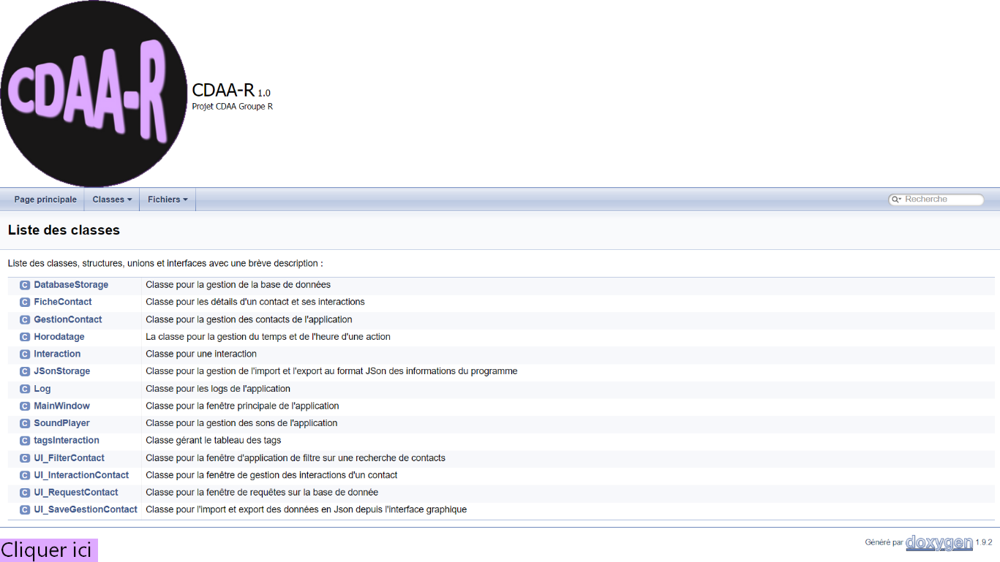 CDAA-R
CDAA-R 1.0
Projet CDAA Groupe R
Page principale Classes Fichiers Recherche
Liste des classes
Liste des classes, structures, unions et interfaces avec une brève description :
C DatabaseStorage Classe pour la gestion de la base de données
C FicheContact Classe pour les détails d'un contact et ses interactions
C GestionContact Classe pour la gestion des contacts de l'application
C Horodatage La classe pour la gestion du temps et de l'heure d'une action
C Interaction Classe pour une interaction
C JSonStorage Classe pour la gestion de l'import et l'export au format JSon des informations du programme
C Log Classe pour les logs de l'application
C MainWindow Classe pour la fenêtre principale de l'application
C SoundPlayer Classe pour la gestion des sons de l'application
C tagsInteraction Classe gérant le tableau des tags
C UI_FilterContact Classe pour la fenêtre d'application de filtre sur une recherche de contacts
C UI_InteractionContact Classe pour la fenêtre de gestion des interactions d'un contact
C UI_RequestContact Classe pour la fenêtre de requêtes sur la base de donnée
C UI_SaveGestionContact Classe pour l'import et export des données en Json depuis l'interface graphique
Généré par doxygen 1.9.2
Cliquer ici